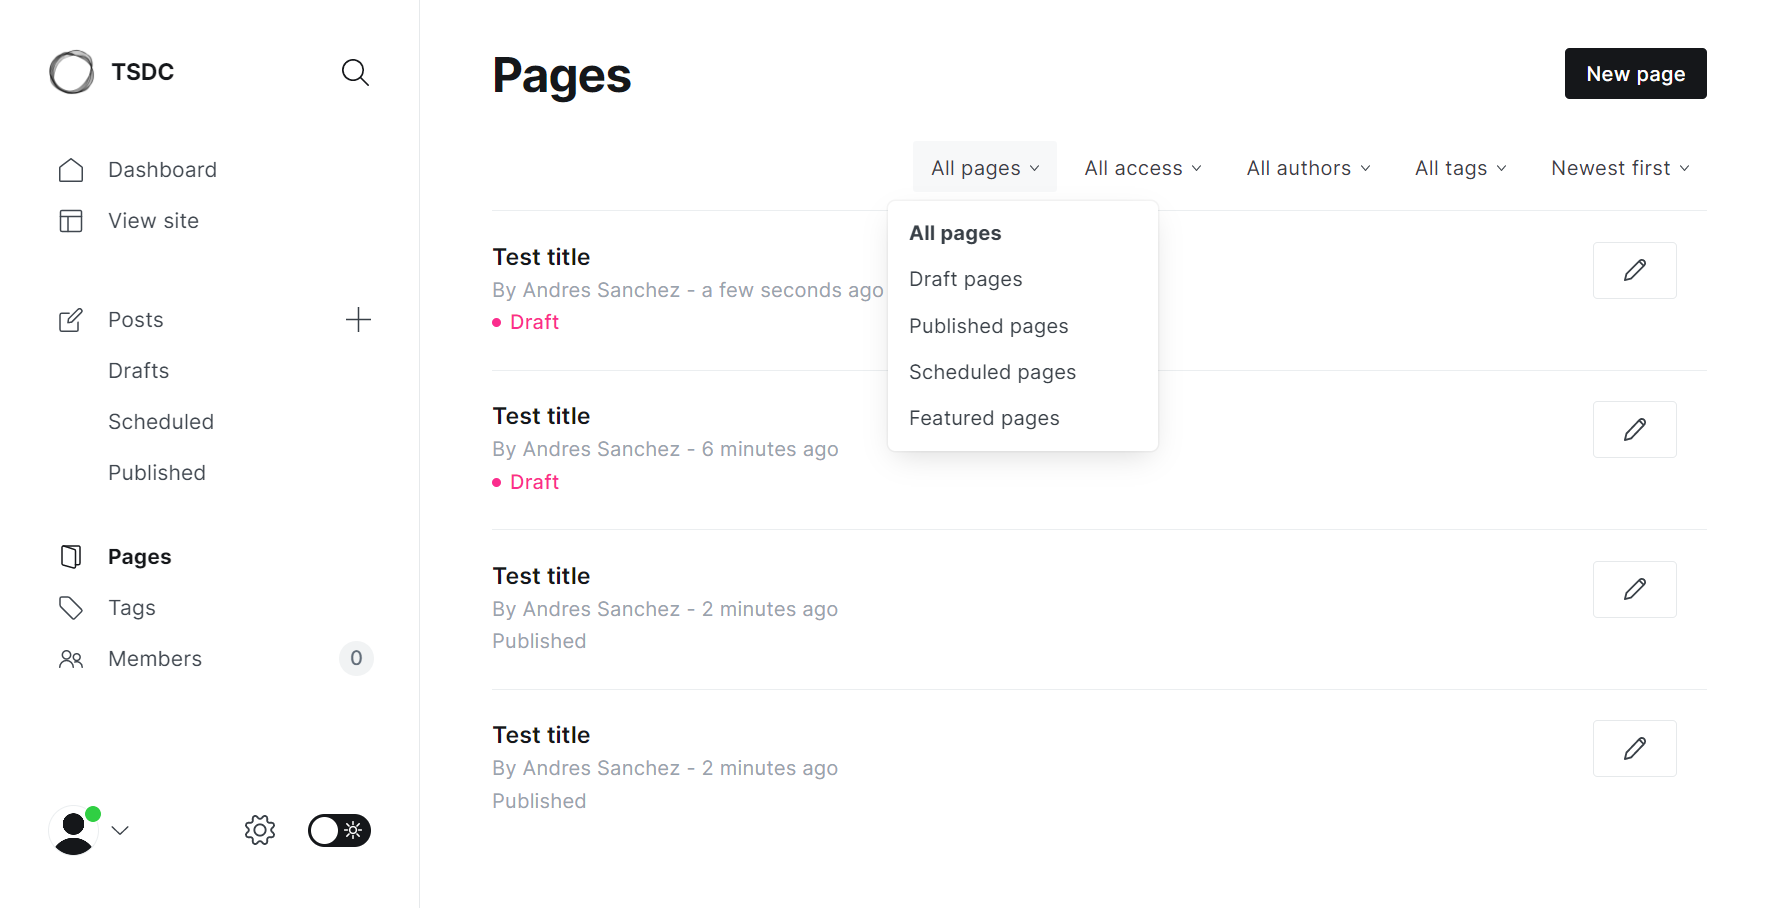 TSDC
Dashboard
View site
Posts
Drafts
Scheduled
Published
Pages
Tags
Members 0
Pages
New page
All pages All access All authors All tags Newest first
All pages
Draft pages
Published pages
Scheduled pages
Featured pages
Test title
By Andres Sanchez - a few seconds ago
Draft
Test title
By Andres Sanchez - 6 minutes ago
Draft
Test title
By Andres Sanchez - 2 minutes ago
Published
Test title
By Andres Sanchez - 2 minutes ago
Published